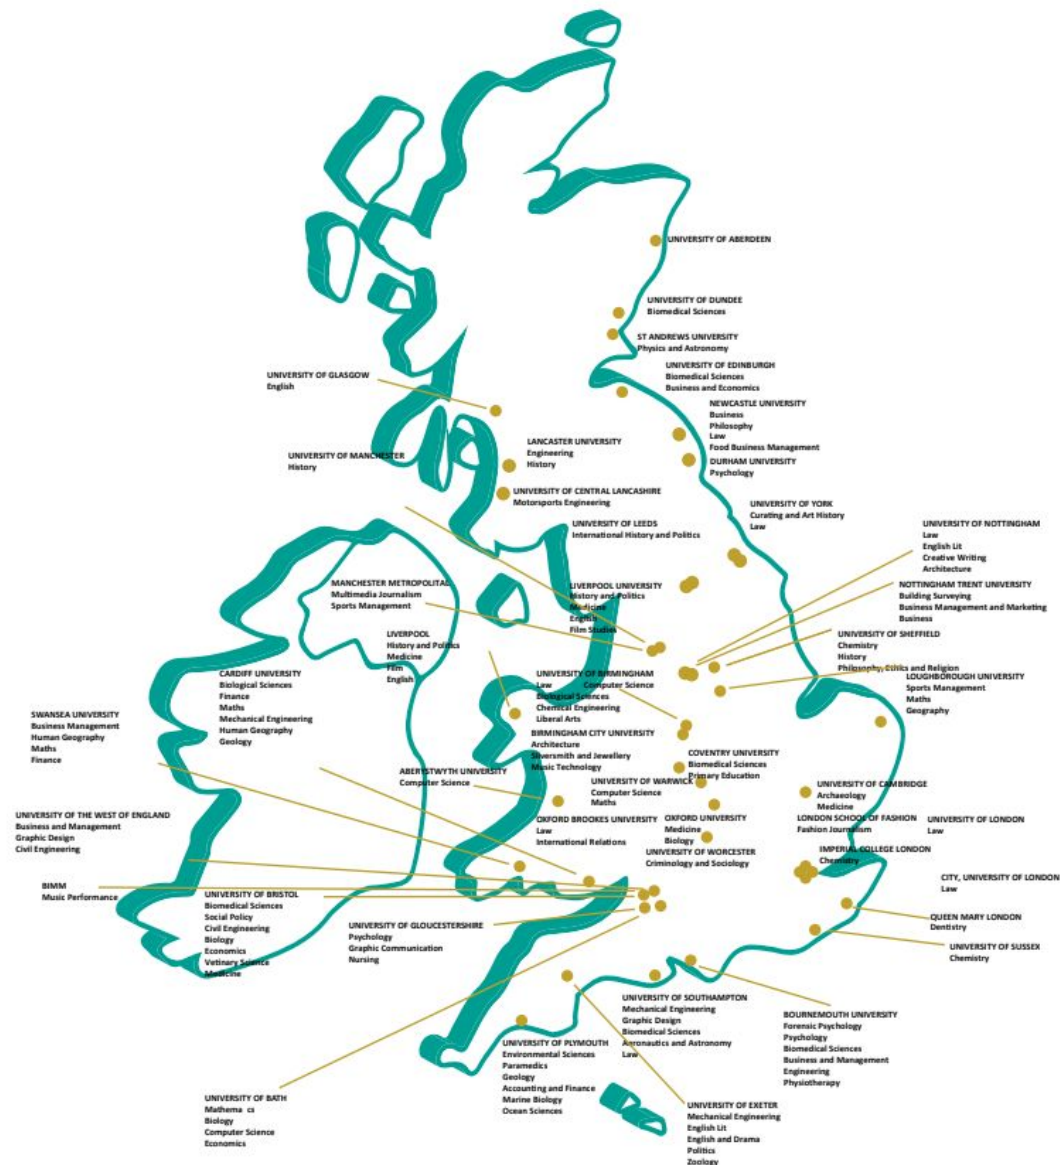 UNIVERSITY OF ABERDEEN
UNIVERSITY OF DUNDEE
Biomedical Sciences
ST ANDREWS UNIVERSITY
Physics and Astronomy
UNIVERSITY OF EDINBURGH
Biomedical Sciences
Business and Economics
UNIVERSITY OF GLASGOW
English
NEWCASTLE UNIVERSITY
Business
Philosophy
Law
Food Business Management
LANCASTER UNIVERSITY
Engineering
History
UNIVERSITY OF MANCHESTER
History
DURHAM UNIVERSITY
Psychology
UNIVERSITY OF CENTRAL LANCASHIRE
Motorsports Engineering
UNIVERSITY OF YORK
Curating and Art History
Law
UNIVERSITY OF LEEDS
International History and Politics
UNIVERSITY OF NOTTINGHAM
Law
English Lit
Creative Writing
Architecture
MANCHESTER METROPOLITAL
Multimedia Journalism
Sports Management
LIVERPOOL UNIVERSITY
History and Politics
Medicine
English
Film Studies
NOTTINGHAM TRENT UNIVERSITY
Building Surveying
Business Management and Marketing
Business
LIVERPOOL
History and Politics
Medicine
Film
English
UNIVERSITY OF SHEFFIELD
Chemistry
History
Philosophy, Ethics and Religion
CARDIFF UNIVERSITY
Biological Sciences
Finance
Maths
Mechanical Engineering
Human Geography
Geology
UNIVERSITY OF BIRMINGHAM
Law Computer Science
Biological Sciences
Chemical Engineering
Liberal Arts
LOUGHBOROUGH UNIVERSITY
Sports Management
Maths
Geography
SWANSEA UNIVERSITY
Business Management
Human Geography
Maths
Finance
BIRMINGHAM CITY UNIVERSITY
Architecture
Silversmith and Jewellery
Music Technology
COVENTRY UNIVERSITY
Biomedical Sciences
Primary Education
ABERYSTWYTH UNIVERSITY
Computer Science
UNIVERSITY OF WARWICK
Computer Science
Maths
UNIVERSITY OF CAMBRIDGE
Archaeology
Medicine
UNIVERSITY OF THE WEST OF ENGLAND
Business and Management
Graphic Design
Civil Engineering
OXFORD BROOKES UNIVERSITY
Law
International Relations
OXFORD UNIVERSITY
Medicine
Biology
LONDON SCHOOL OF FASHION
Fashion Journalism
UNIVERSITY OF LONDON
Law
UNIVERSITY OF WORCESTER
Criminology and Sociology
IMPERIAL COLLEGE LONDON
Chemistry
BIMM
Music Performance
UNIVERSITY OF BRISTOL
Biomedical Sciences
Social Policy
Civil Engineering
Biology
Economics
Vetinary Science
Medicine
CITY, UNIVERSITY OF LONDON
Law
UNIVERSITY OF GLOUCESTERSHIRE
Psychology
Graphic Communication
Nursing
QUEEN MARY LONDON
Dentistry
UNIVERSITY OF SUSSEX
Chemistry
UNIVERSITY OF SOUTHAMPTON
Mechanical Engineering
Graphic Design
Biomedical Sciences
Aeronautics and Astronomy
Law
BOURNEMOUTH UNIVERSITY
Forensic Psychology
Psychology
Biomedical Sciences
Business and Management
Engineering
Physiotherapy
UNIVERSITY OF PLYMOUTH
Environmental Sciences
Paramedics
Geology
Accounting and Finance
Marine Biology
Ocean Sciences
UNIVERSITY OF BATH
Mathema cs
Biology
Computer Science
Economics
UNIVERSITY OF EXETER
Mechanical Engineering
English Lit
English and Drama
Politics
Zoology